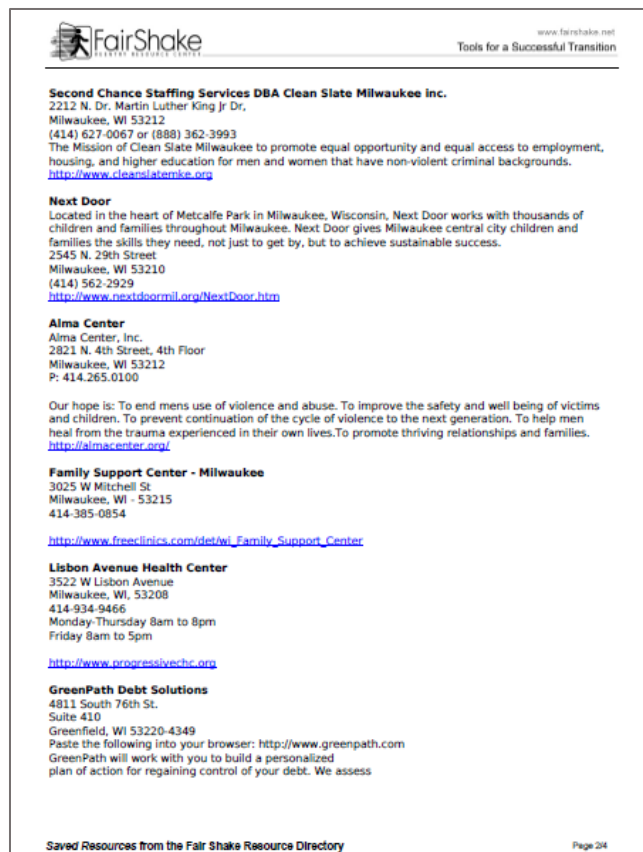 FairShake
REENTRY RESOURCE CENTER
www.fairshake.net
Tools for a Successful Transition
Second Chance Staffing Services DBA Clean Slate Milwaukee inc.
2212 N. Dr. Martin Luther King Jr Dr,
Milwaukee, WI 53212
(414) 627-0067 or (888) 362-3993
The Mission of Clean Slate Milwaukee to promote equal opportunity and equal access to employment,
housing, and higher education for men and women that have non-violent criminal backgrounds.
http://www.cleanslatemke.org
Next Door
Located in the heart of Metcalfe Park in Milwaukee, Wisconsin, Next Door works with thousands of
children and families throughout Milwaukee. Next Door gives Milwaukee central city children and
families the skills they need, not just to get by, but to achieve sustainable success.
2545 N. 29th Street
Milwaukee, WI 53210
(414) 562-2929
http://www.nextdoormil.org/NextDoor.htm
Alma Center
Alma Center, Inc.
2821 N. 4th Street, 4th Floor
Milwaukee, WI 53212
P: 414.265.0100
Our hope is: To end mens use of violence and abuse. To improve the safety and well being of victims
and children. To prevent continuation of the cycle of violence to the next generation. To help men
heal from the trauma experienced in their own lives.To promote thriving relationships and families.
http://almacenter.org/
Family Support Center - Milwaukee
3025 W Mitchell St
Milwaukee, WI - 53215
414-385-0854
http://www.freeclinics.com/det/wi_Family_Support_Center
Lisbon Avenue Health Center
3522 W Lisbon Avenue
Milwaukee, WI, 53208
414-934-9466
Monday-Thursday 8am to 8pm
Friday 8am to 5pm
http://www.progressivechc.org
GreenPath Debt Solutions
4811 South 76th St.
Suite 410
Greenfield, WI 53220-4349
Paste the following into your browser: http://www.greenpath.com
GreenPath will work with you to build a personalized
plan of action for regaining control of your debt. We assess
Saved Resources from the Fair Shake Resource Directory
Page 2/4